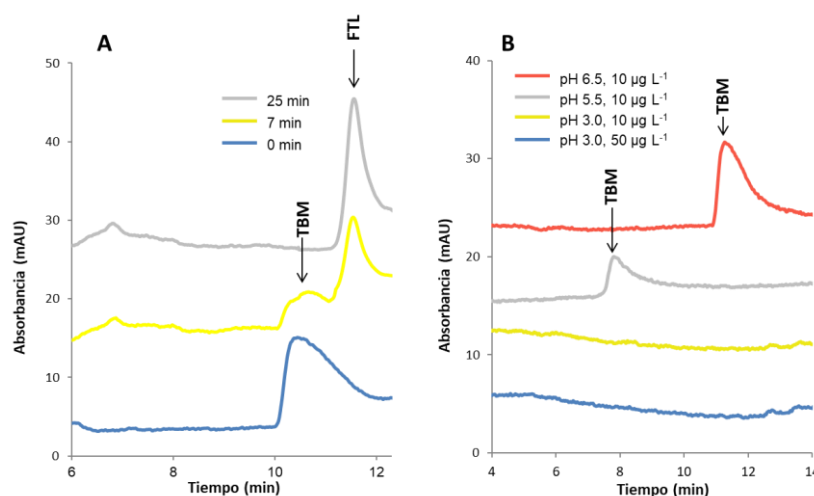 A
FTL
25 min
7 min
0 min
TBM
Absorbancia (mAU)
50
40
30
20
10
0
6
8
10
12
Tiempo (min)
B
pH 6.5, 10 µg L⁻¹
pH 5.5, 10 µg L⁻¹
pH 3.0, 10 µg L⁻¹
pH 3.0, 50 µg L⁻¹
TBM
TBM
Absorbancia (mAU)
40
30
20
10
0
4
6
8
10
12
14
Tiempo (min)